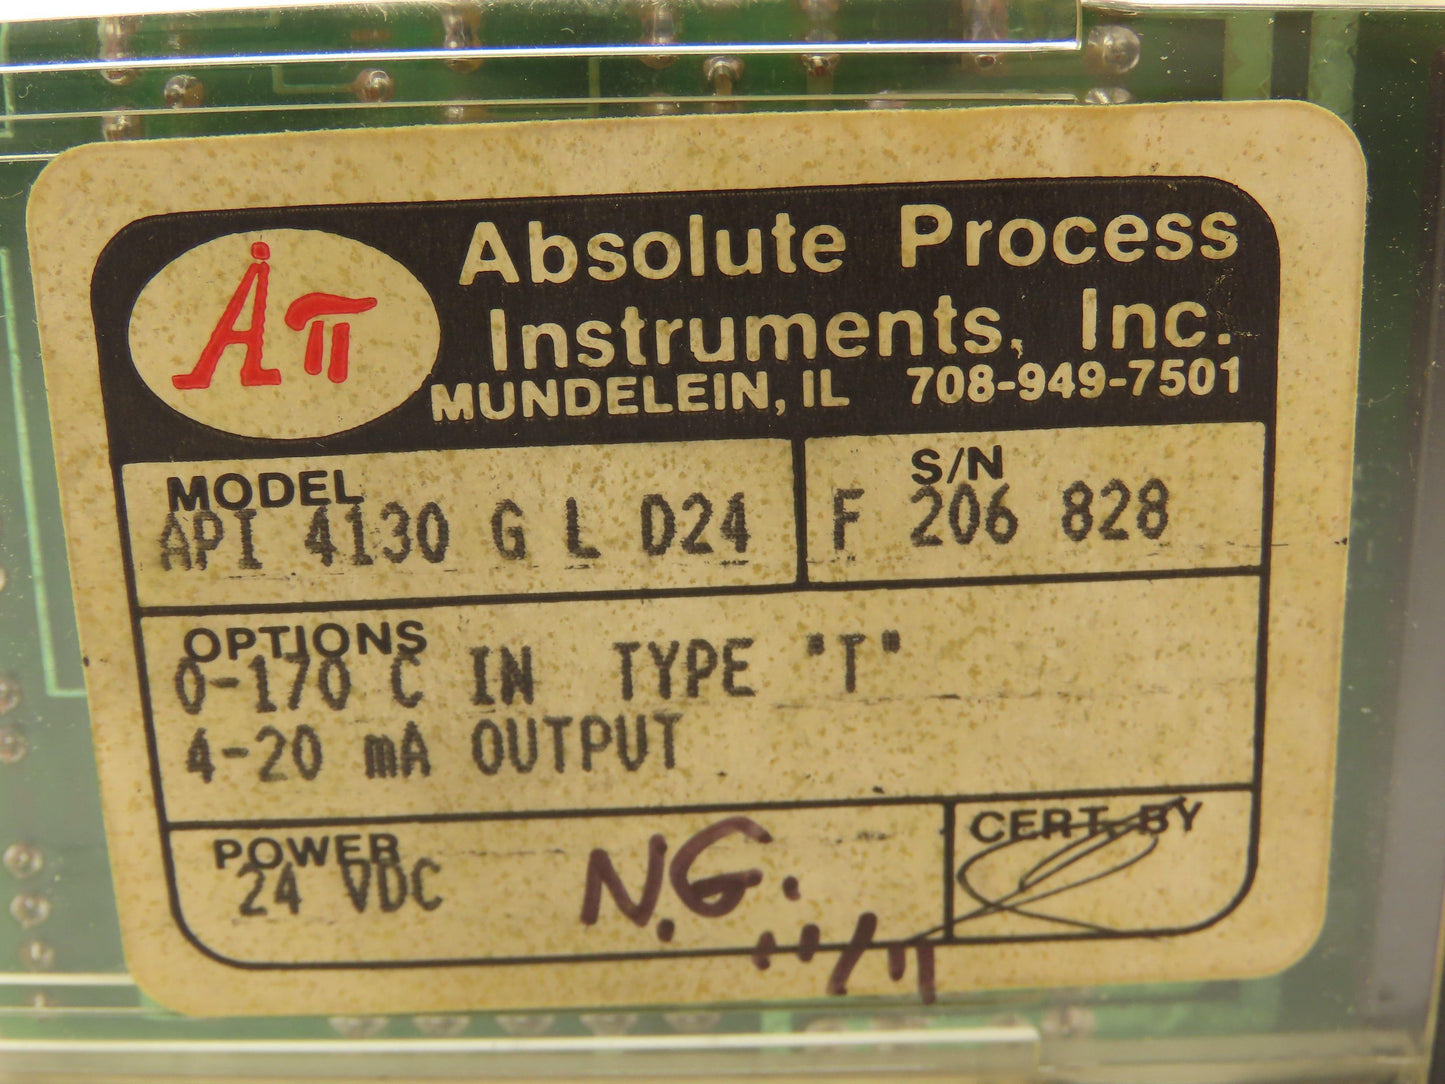 Aπ
Absolute Process
Instruments, Inc.
MUNDELEIN, IL 708-949-7501
MODEL
API 4130 G L D24
S/N
F 206 828
OPTIONS
0-170 C IN TYPE "T"
4-20 mA OUTPUT
POWER
24 VDC
N.G.
CERT. BY